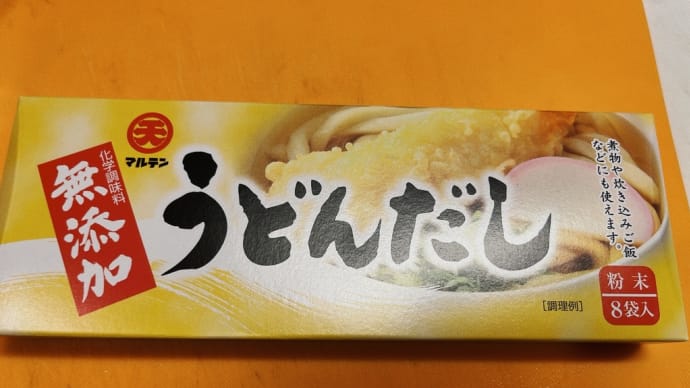 天
マルテン
化学調味料
無添加
うどんだし
煮物や炊き込みご飯
などにも使えます。
[調理例]
粉末
8袋入